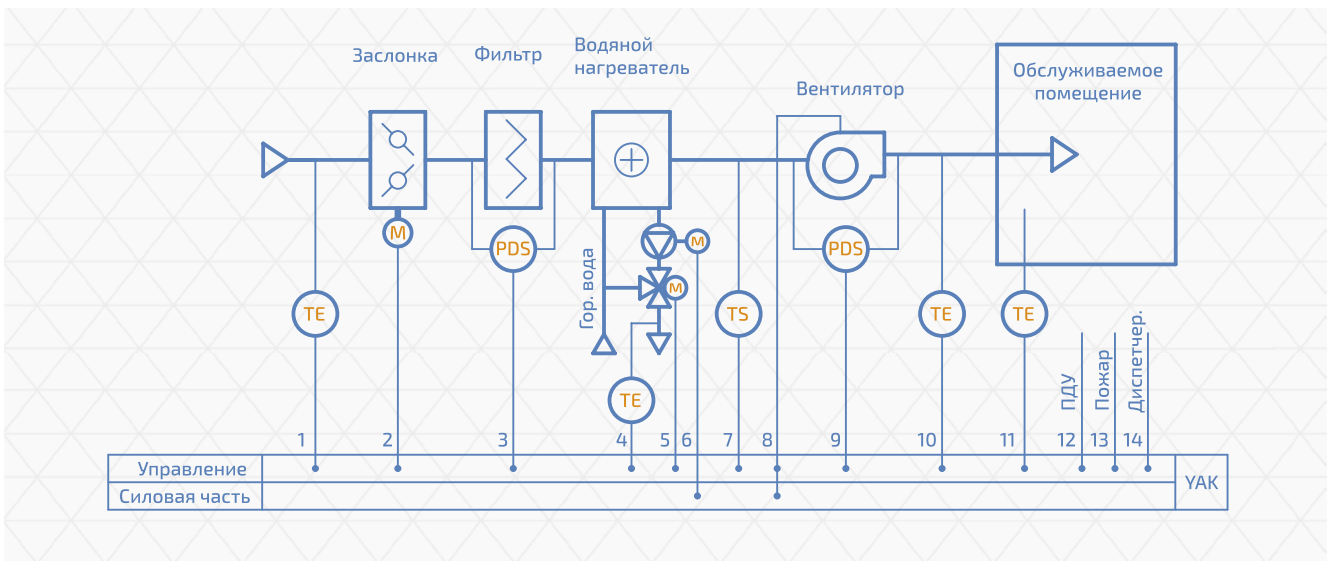 Заслонка
Фильтр
Водяной
нагреватель
Вентилятор
Обслуживаемое
помещение
M
PDS
M
M
Гор. вода
PDS
TE
TS
TE
TE
TE
ПДУ
Пожар
Диспетчер.
1 2 3 4 5 6 7 8 9 10 11 12 13 14
Управление
Силовая часть
YAK